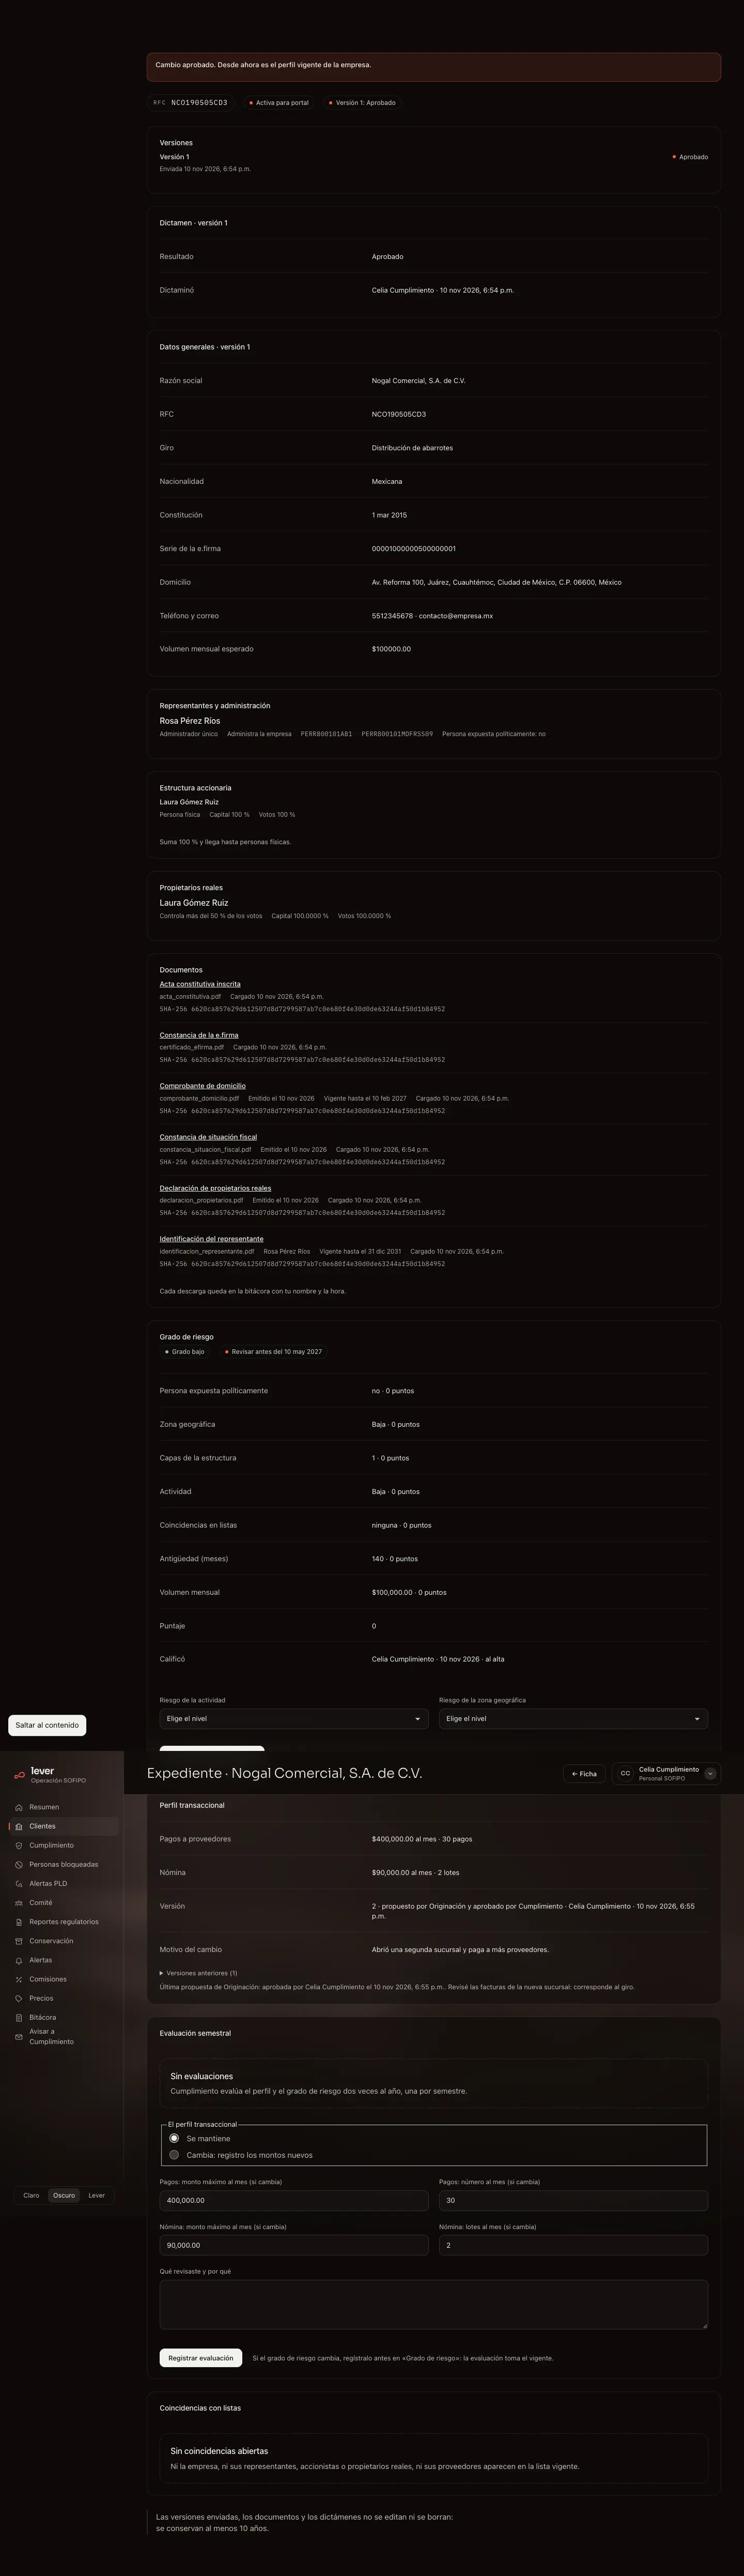 Cambio aprobado. Desde ahora es el perfil vigente de la empresa.
RFC NCO190505CD3
Activa para portal
Versión 1: Aprobado
Versiones
Versión 1
Aprobado
Enviada 10 nov 2026, 6:54 p.m.
Dictamen · versión 1
Resultado
Aprobado
Dictaminó
Celia Cumplimiento · 10 nov 2026, 6:54 p.m.
Datos generales · versión 1
Razón social
Nogal Comercial, S.A. de C.V.
RFC
NCO190505CD3
Giro
Distribución de abarrotes
Nacionalidad
Mexicana
Constitución
1 mar 2015
Serie de la e.firma
00001000000500000001
Domicilio
Av. Reforma 100, Juárez, Cuauhtémoc, Ciudad de México, C.P. 06600, México
Teléfono y correo
5512345678 · contacto@empresa.mx
Volumen mensual esperado
$100000.00
Representantes y administración
Rosa Pérez Ríos
Administrador único Administra la empresa PERR800101AB1 PERR800101MDFRSS09 Persona expuesta políticamente: no
Estructura accionaria
Laura Gómez Ruiz
Persona física Capital 100 % Votos 100 %
Suma 100 % y llega hasta personas físicas.
Propietarios reales
Laura Gómez Ruiz
Controla más del 50 % de los votos Capital 100.0000 % Votos 100.0000 %
Documentos
Acta constitutiva inscrita
acta_constitutiva.pdf Cargado 10 nov 2026, 6:54 p.m.
SHA-256 6620ca857629d612507d8d7299587ab7c0e680f4e30d0de63244af50d1b84952
Constancia de la e.firma
certificado_efirma.pdf Cargado 10 nov 2026, 6:54 p.m.
SHA-256 6620ca857629d612507d8d7299587ab7c0e680f4e30d0de63244af50d1b84952
Comprobante de domicilio
comprobante_domicilio.pdf Emitido el 10 nov 2026 Vigente hasta el 10 feb 2027 Cargado 10 nov 2026, 6:54 p.m.
SHA-256 6620ca857629d612507d8d7299587ab7c0e680f4e30d0de63244af50d1b84952
Constancia de situación fiscal
constancia_situacion_fiscal.pdf Emitido el 10 nov 2026 Cargado 10 nov 2026, 6:54 p.m.
SHA-256 6620ca857629d612507d8d7299587ab7c0e680f4e30d0de63244af50d1b84952
Declaración de propietarios reales
declaracion_propietarios.pdf Emitido el 10 nov 2026 Cargado 10 nov 2026, 6:54 p.m.
SHA-256 6620ca857629d612507d8d7299587ab7c0e680f4e30d0de63244af50d1b84952
Identificación del representante
identificacion_representante.pdf Rosa Pérez Ríos Vigente hasta el 31 dic 2031 Cargado 10 nov 2026, 6:54 p.m.
SHA-256 6620ca857629d612507d8d7299587ab7c0e680f4e30d0de63244af50d1b84952
Cada descarga queda en la bitácora con tu nombre y la hora.
Grado de riesgo
Grado bajo
Revisar antes del 10 may 2027
Persona expuesta políticamente
no · 0 puntos
Zona geográfica
Baja · 0 puntos
Capas de la estructura
1 · 0 puntos
Actividad
Baja · 0 puntos
Coincidencias en listas
ninguna · 0 puntos
Antigüedad (meses)
140 · 0 puntos
Volumen mensual
$100,000.00 · 0 puntos
Puntaje
0
Calificó
Celia Cumplimiento · 10 nov 2026 · al alta
Riesgo de la actividad
Riesgo de la zona geográfica
Elige el nivel
Elige el nivel
Saltar al contenido
lever
Operación SOFIPO
Resumen
Clientes
Cumplimiento
Personas bloqueadas
Alertas PLD
Comité
Reportes regulatorios
Conservación
Alertas
Comisiones
Precios
Bitácora
Avisar a
Cumplimiento
Claro
Oscuro
Lever
Expediente · Nogal Comercial, S.A. de C.V.
← Ficha
CC
Celia Cumplimiento
Personal SOFIPO
Perfil transaccional
Pagos a proveedores
$400,000.00 al mes · 30 pagos
Nómina
$90,000.00 al mes · 2 lotes
Versión
2 · propuesto por Originación y aprobado por Cumplimiento · Celia Cumplimiento · 10 nov 2026, 6:55
p.m.
Motivo del cambio
Abrió una segunda sucursal y paga a más proveedores.
Versiones anteriores (1)
Última propuesta de Originación: aprobada por Celia Cumplimiento el 10 nov 2026, 6:55 p.m.. Revisé las facturas de la nueva sucursal: corresponde al giro.
Evaluación semestral
Sin evaluaciones
Cumplimiento evalúa el perfil y el grado de riesgo dos veces al año, una por semestre.
El perfil transaccional
Se mantiene
Cambia: registro los montos nuevos
Pagos: monto máximo al mes (si cambia)
Pagos: número al mes (si cambia)
400,000.00
30
Nómina: monto máximo al mes (si cambia)
Nómina: lotes al mes (si cambia)
90,000.00
2
Qué revisaste y por qué
Registrar evaluación
Si el grado de riesgo cambia, regístralo antes en «Grado de riesgo»: la evaluación toma el vigente.
Coincidencias con listas
Sin coincidencias abiertas
Ni la empresa, ni sus representantes, accionistas o propietarios reales, ni sus proveedores aparecen en la lista vigente.
Las versiones enviadas, los documentos y los dictámenes no se editan ni se borran:
se conservan al menos 10 años.